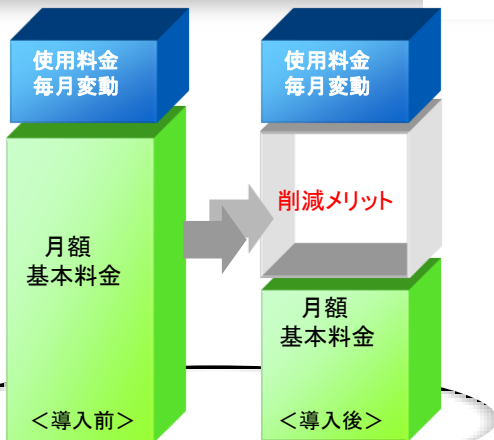 使用料金
毎月変動
月額
基本料金
＜導入前＞
使用料金
毎月変動
削減メリット
月額
基本料金
＜導入後＞